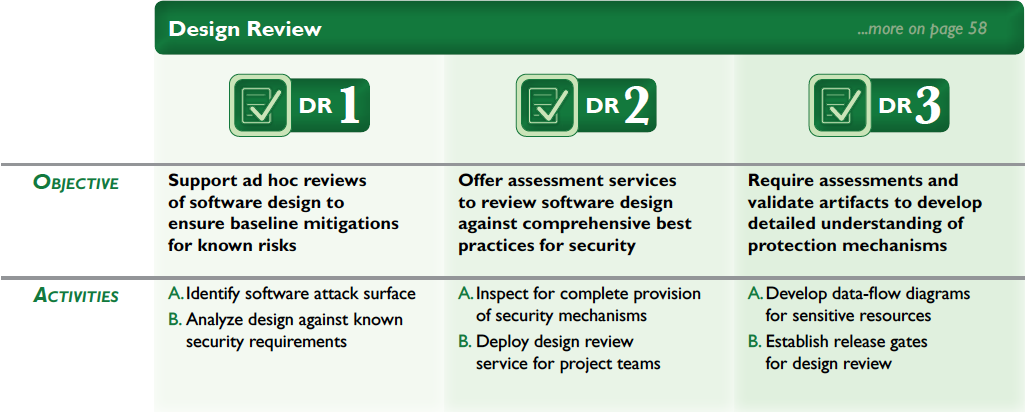 Design Review ...more on page 58
DR 1 DR 2 DR 3
OBJECTIVE
Support ad hoc reviews
of software design to
ensure baseline mitigations
for known risks
Offer assessment services
to review software design
against comprehensive best
practices for security
Require assessments and
validate artifacts to develop
detailed understanding of
protection mechanisms
ACTIVITIES
A. Identify software attack surface
B. Analyze design against known
security requirements
A. Inspect for complete provision
of security mechanisms
B. Deploy design review
service for project teams
A. Develop data-flow diagrams
for sensitive resources
B. Establish release gates
for design review